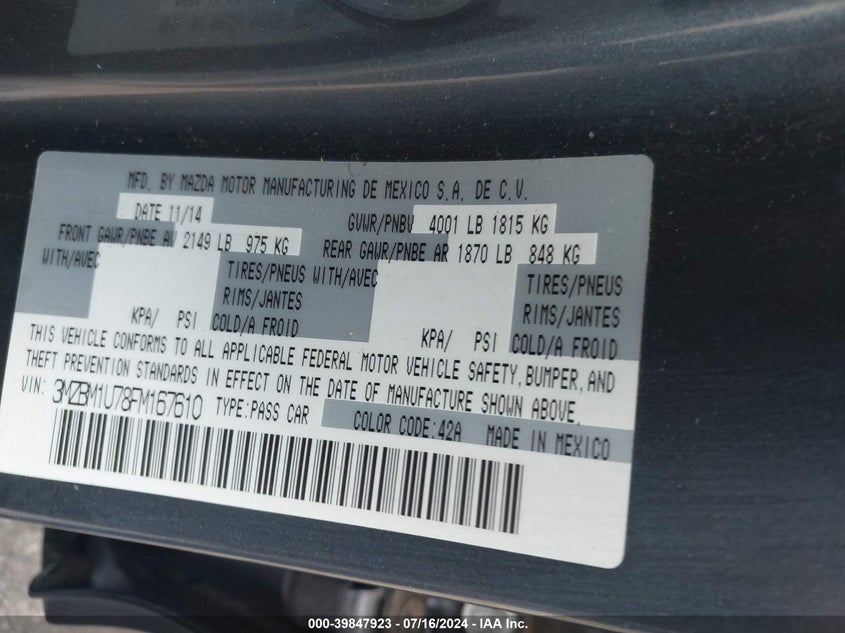 MFD. BY MAZDA MOTOR MANUFACTURING DE MEXICO S.A. DE C.V.
DATE 11/14 GVWR/PNBV 4001 LB 1815 KG
FRONT GAWR/PNBE AV 2149 LB 975 KG REAR GAWR/PNBE AR 1870 LB 848 KG
WITH/AVEC TIRES/PNEUS WITH/AVEC TIRES/PNEUS
RIMS/JANTES RIMS/JANTES
KPA/ PSI COLD/A FROID KPA/ PSI COLD/A FROID
THIS VEHICLE CONFORMS TO ALL APPLICABLE FEDERAL MOTOR VEHICLE SAFETY, BUMPER, AND
THEFT PREVENTION STANDARDS IN EFFECT ON THE DATE OF MANUFACTURE SHOWN ABOVE.
VIN: 3MZBM1U78FM167610 TYPE:PASS CAR
COLOR CODE:42A MADE IN MEXICO
000-39847923 / 07/16/2024 - IAA Inc.